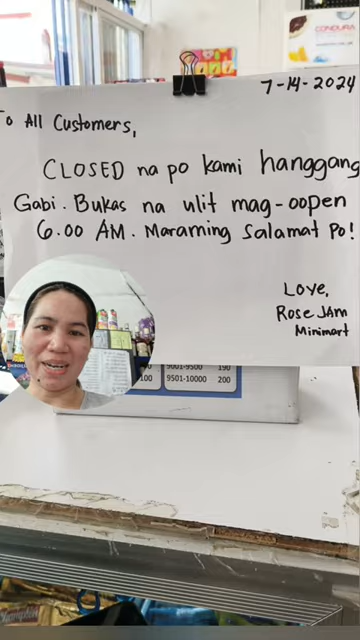 CONDURA
7-14-2024
To All Customers,
CLOSED na po kami hanggang
Gabi. Bukas na ulit mag-oopen
6.00 AM. Maraming Salamat Po!
Love,
Rose JAm
Minimart
9001-9500 190
100 9501-10000 200